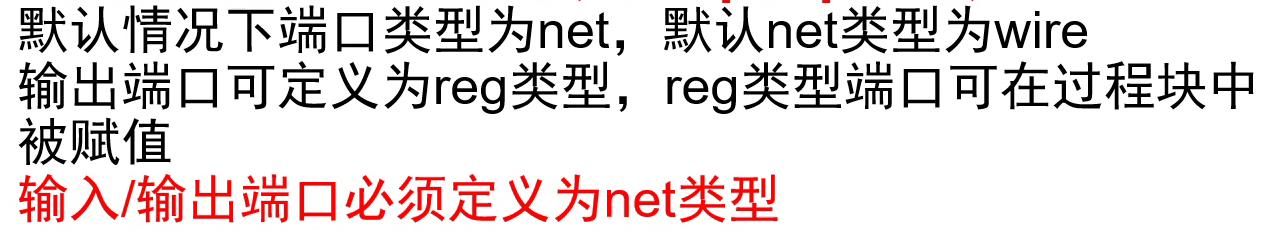 默认情况下端口类型为net，默认net类型为wire
输出端口可定义为reg类型，reg类型端口可在过程块中
被赋值
输入/输出端口必须定义为net类型